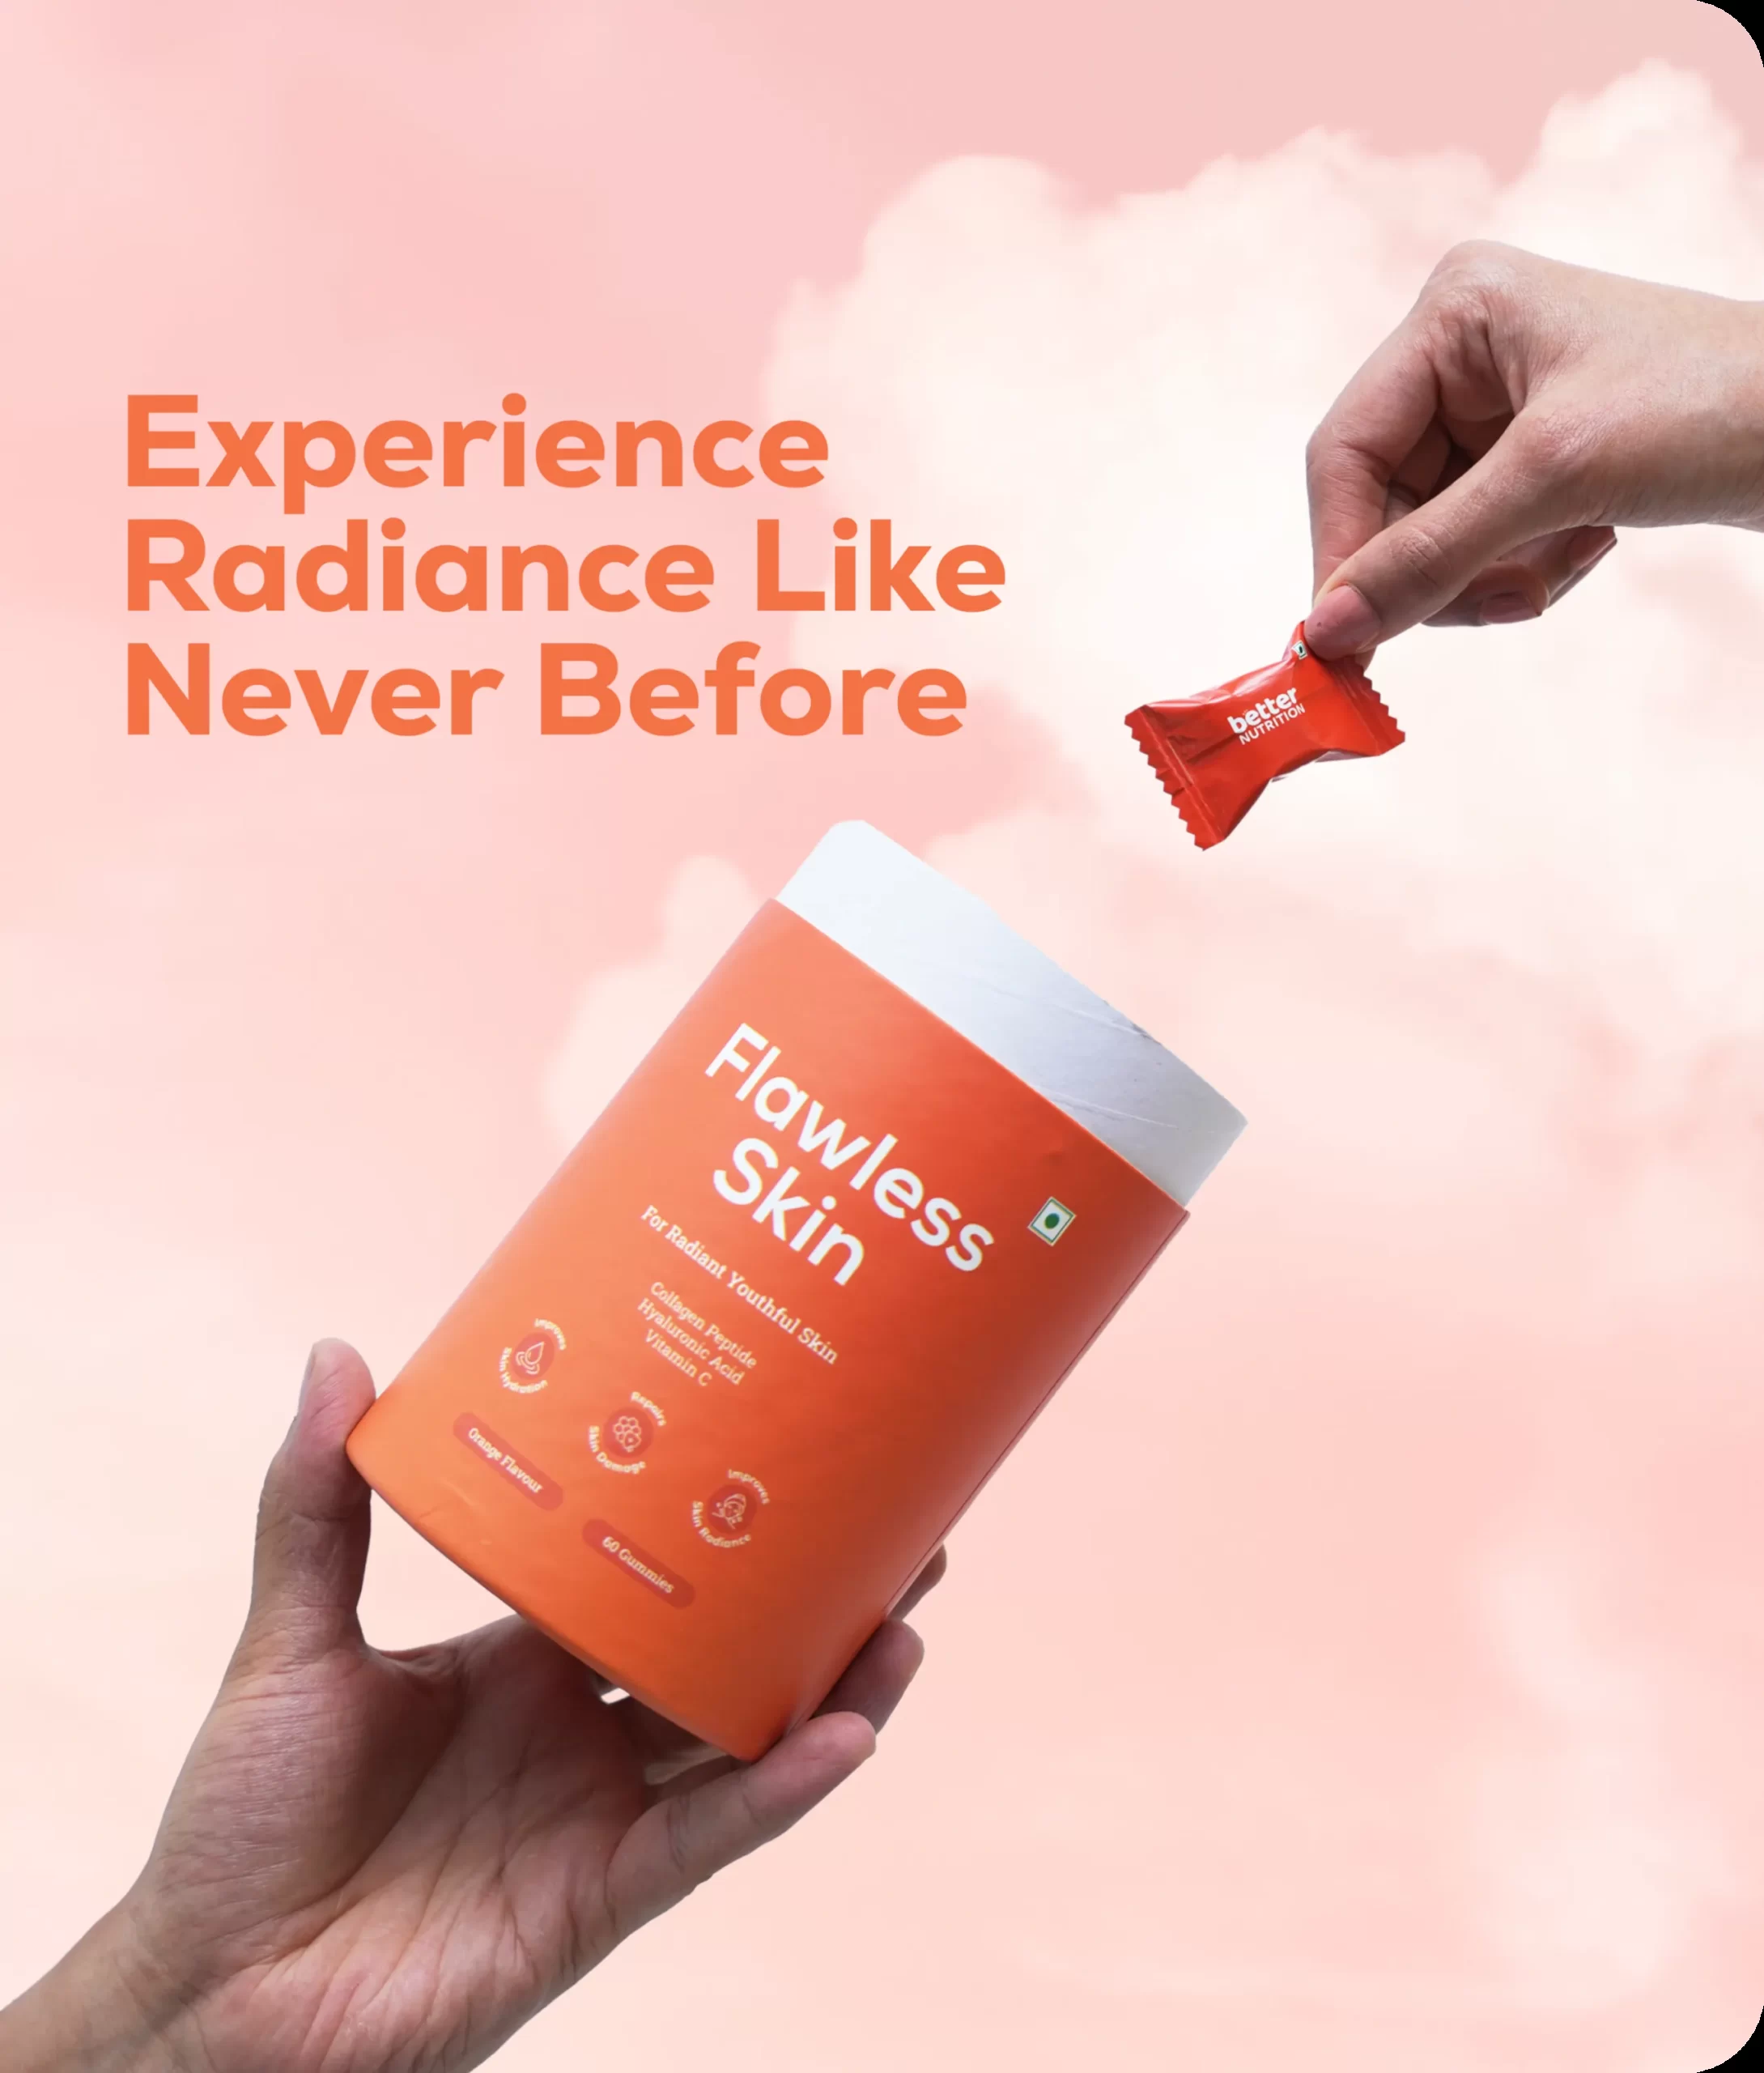 Experience
Radiance Like
Never Before
better
NUTRITION
Flawless
Skin
For Radiant Youthful Skin
Collagen Peptide
Hyaluronic Acid
Vitamin C
Improves
Skin Hydration
Repairs
Skin Damage
Improves
Skin Radiance
Orange Flavour
60 Gummies